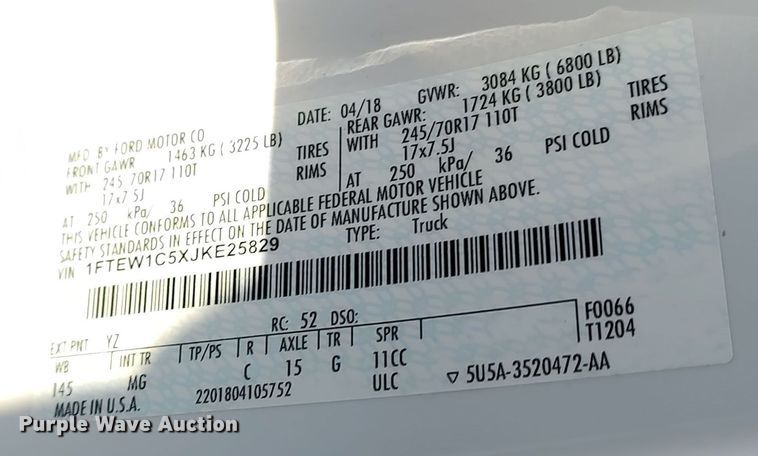 MFD BY FORD MOTOR CO
DATE: 04/18 GVWR: 3084 KG ( 6800 LB)
FRONT GAWR 1463 KG ( 3225 LB)
WITH 245/70R17 110T TIRES
17x7.5J RIMS
AT 250 kPa/ 36 PSI COLD
REAR GAWR: 1724 KG ( 3800 LB)
WITH 245/70R17 110T TIRES
17x7.5J RIMS
AT 250 kPa/ 36 PSI COLD
THIS VEHICLE CONFORMS TO ALL APPLICABLE FEDERAL MOTOR VEHICLE
SAFETY STANDARDS IN EFFECT ON THE DATE OF MANUFACTURE SHOWN ABOVE.
VIN 1FTEW1C5XJKE25829 TYPE: Truck
EXT PNT YZ RC: 52 DSO: F0066
T1204
WB INT TR TP/PS R AXLE TR SPR
145 MG C 15 G 11CC
ULC
MADE IN U.S.A. 2201804105752 ▽ 5U5A-3520472-AA
Purple Wave Auction